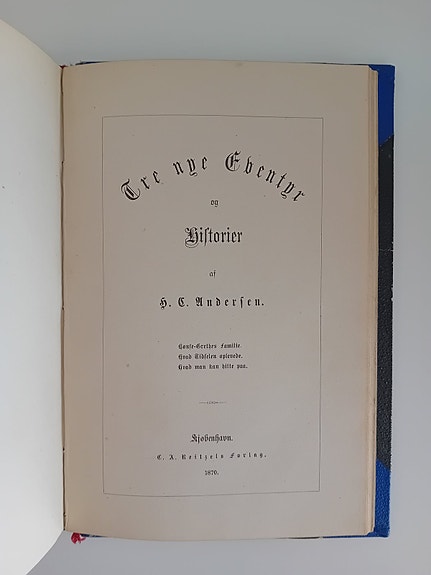 Tre nye Eventyr
og
Historier
af
H. C. Andersen.
Hønse-Grethes Familie.
Hvad Tidselen oplevede.
Hvad man kan hitte paa.
Kjøbenhavn.
C. A. Reitzels Forlag.
1870.